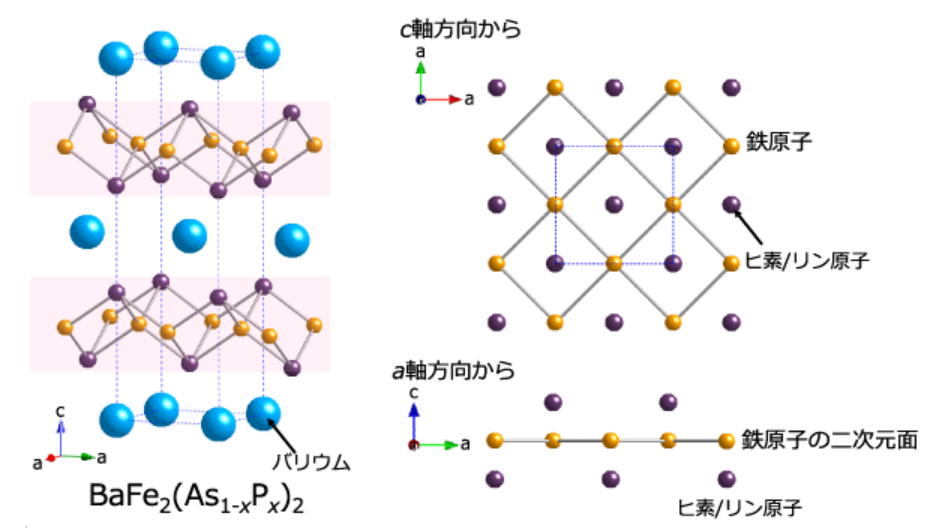 c軸方向から
a
a
鉄原子
ヒ素/リン原子
a軸方向から
c
a
鉄原子の二次元面
ヒ素/リン原子
c
a
a
バリウム
BaFe₂(As₁₋ₓPₓ)₂